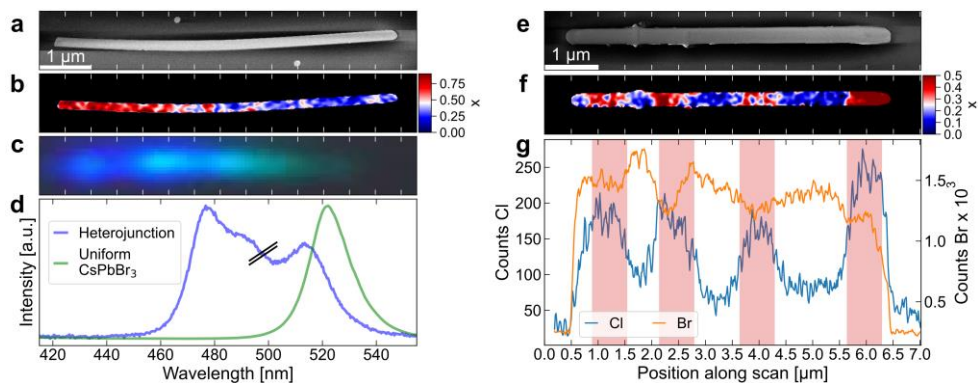 a
1 µm
b
0.75
0.50
0.25
0.00
x
c
d
Heterojunction
Uniform
CsPbBr₃
Intensity [a.u.]
420 440 460 480 500 520 540
Wavelength [nm]
e
1 µm
f
0.5
0.4
0.3
0.2
0.1
0.0
x
g
250
200
150
100
50
Counts Cl
1.5
1.0
0.5
Counts Br x 10³
Cl Br
0.0 0.5 1.0 1.5 2.0 2.5 3.0 3.5 4.0 4.5 5.0 5.5 6.0 6.5 7.0
Position along scan [µm]